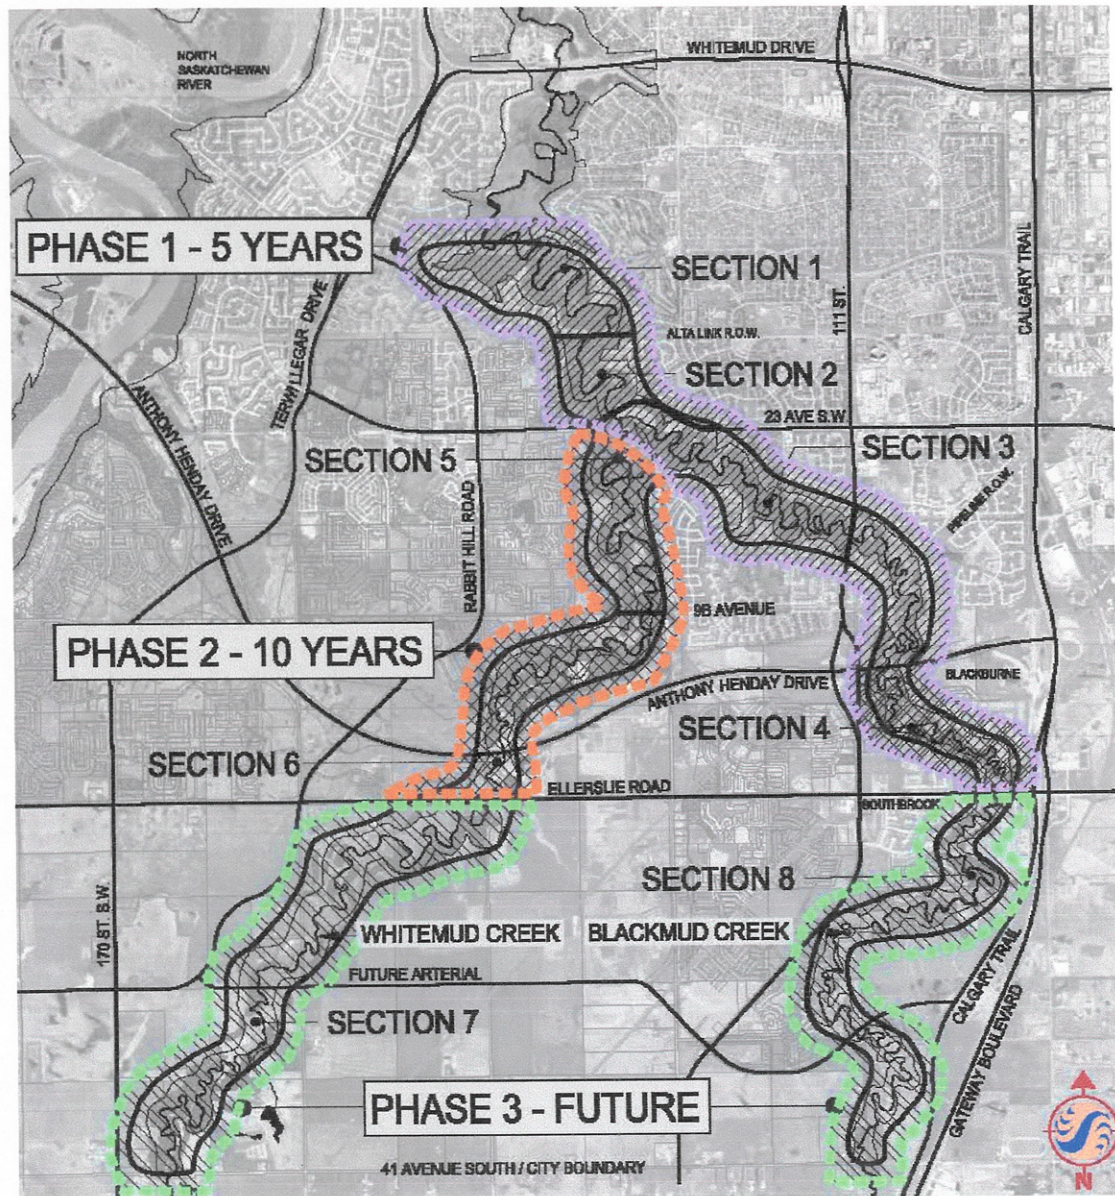 WHITEMUD DRIVE
NORTH
SASKATCHEWAN
RIVER
PHASE 1 - 5 YEARS
SECTION 1
CALGARY TRAIL
111 ST.
TERWILLEGAR DRIVE
ALTA LINK R.O.W.
SECTION 2
ANTHONY HENDAY DRIVE
23 AVE S.W
SECTION 5
SECTION 3
PIPELINE R.O.W.
RABBIT HILL ROAD
9B AVENUE
PHASE 2 - 10 YEARS
BLACKBURNE
ANTHONY HENDAY DRIVE
SECTION 4
SECTION 6
ELLERSLIE ROAD
SOUTHBROOK
SECTION 8
170 ST. S.W.
WHITEMUD CREEK
BLACKMUD CREEK
FUTURE ARTERIAL
CALGARY TRAIL
SECTION 7
GATEWAY BOULEVARD
PHASE 3 - FUTURE
41 AVENUE SOUTH / CITY BOUNDARY
N